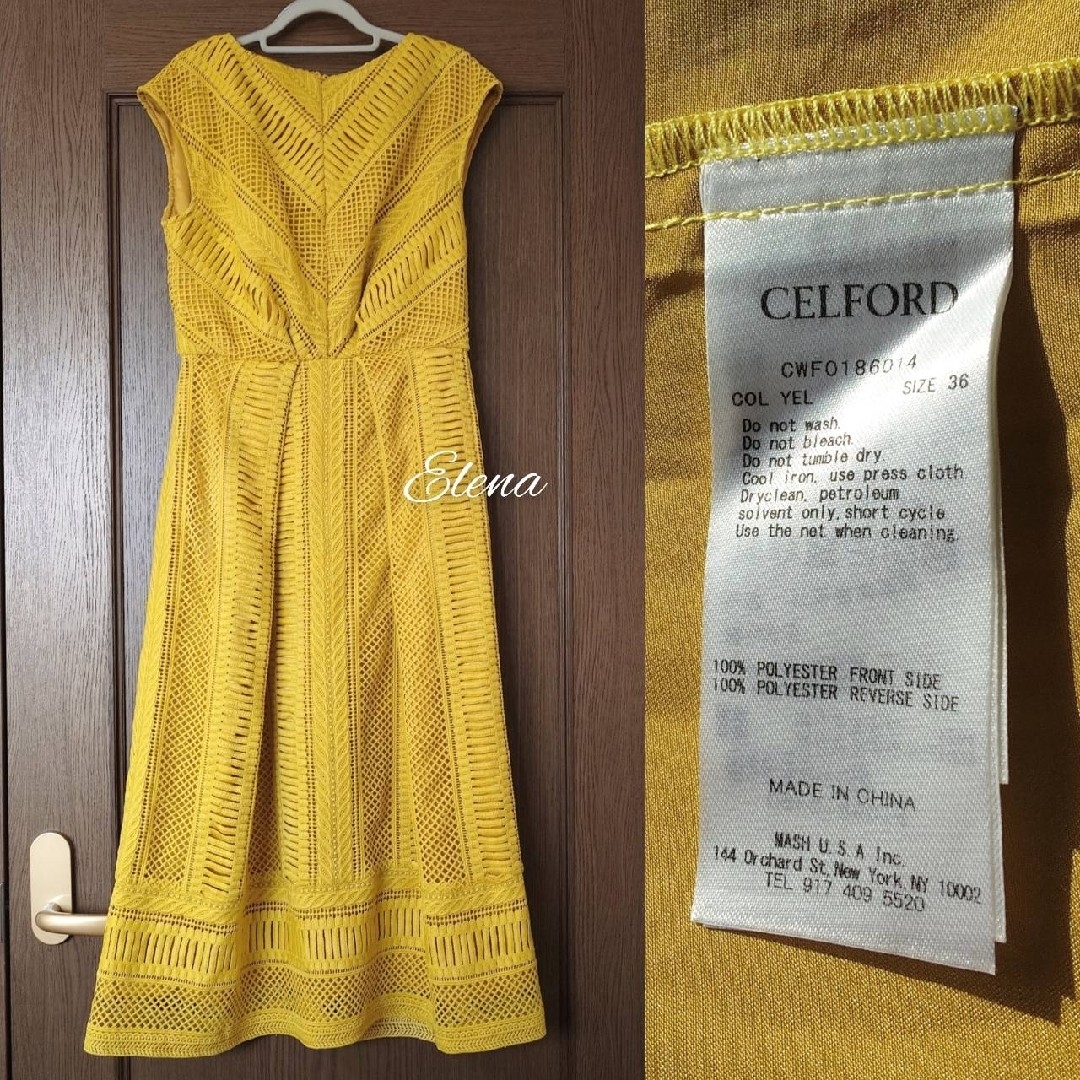 Elena
CELFORD
CWF0186014
COL YEL SIZE 36
Do not wash.
Do not bleach.
Do not tumble dry.
Cool iron, use press cloth
Dryclean, petroleum
solvent only, short cycle
Use the net when cleaning.
100% POLYESTER FRONT SIDE
100% POLYESTER REVERSE SIDE
MADE IN CHINA
MASH U.S.A Inc.
144 Orchard St, New York, NY 10002
TEL 917 409 5520